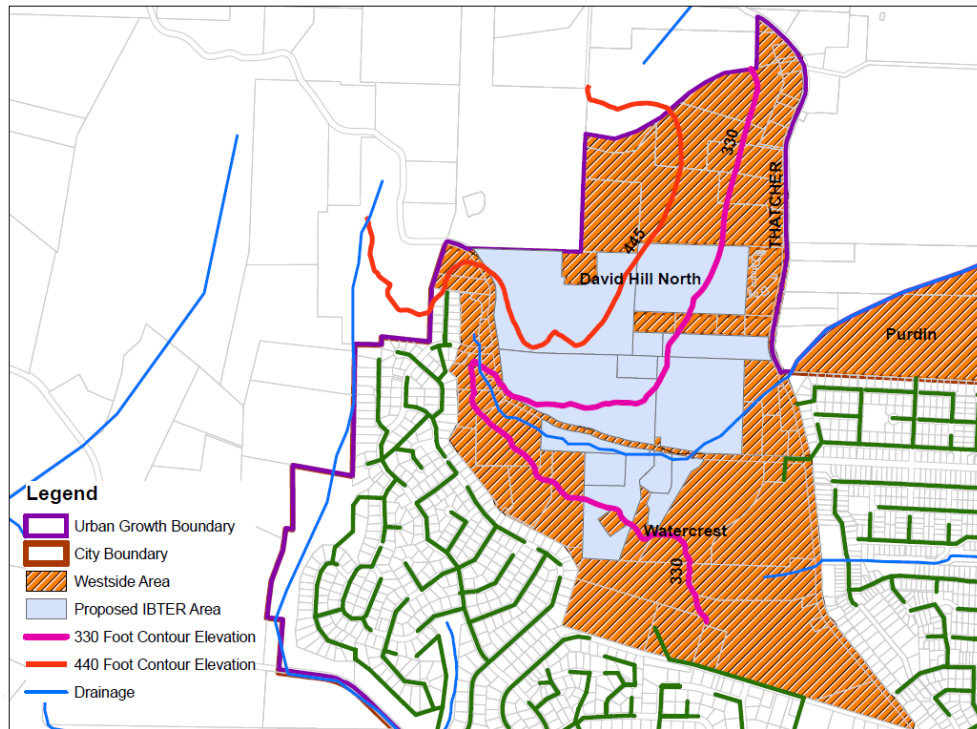 330
THATCHER
445
David Hill North
Purdin
Watercrest
330
Legend
Urban Growth Boundary
City Boundary
Westside Area
Proposed IBTER Area
330 Foot Contour Elevation
440 Foot Contour Elevation
Drainage